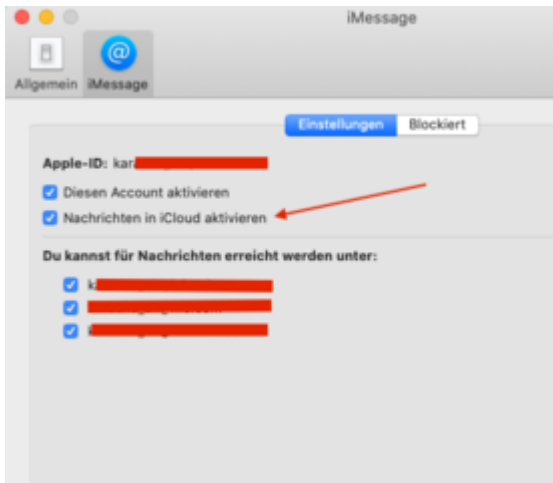 iMessage
Allgemein iMessage
Einstellungen Blockiert
Apple-ID: kar
Diesen Account aktivieren
Nachrichten in iCloud aktivieren
Du kannst für Nachrichten erreicht werden unter:
k